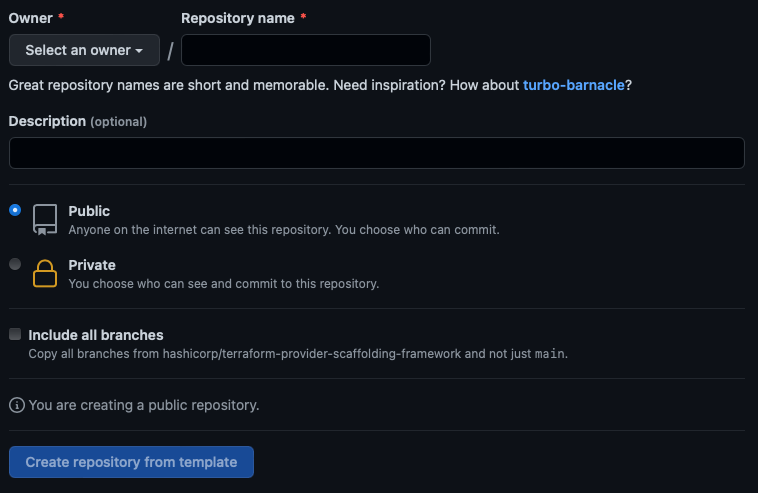 Owner * Repository name *
Select an owner /
Great repository names are short and memorable. Need inspiration? How about turbo-barnacle?
Description (optional)
Public
Anyone on the internet can see this repository. You choose who can commit.
Private
You choose who can see and commit to this repository.
Include all branches
Copy all branches from hashicorp/terraform-provider-scaffolding-framework and not just main.
You are creating a public repository.
Create repository from template